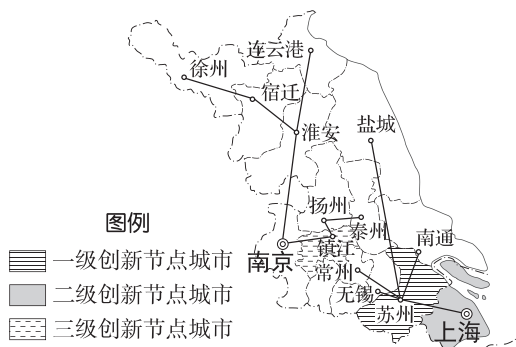 连云港
徐州
宿迁
淮安
盐城
扬州
泰州
镇江
南京
南通
常州
无锡
苏州
上海
图例
一级创新节点城市
二级创新节点城市
三级创新节点城市